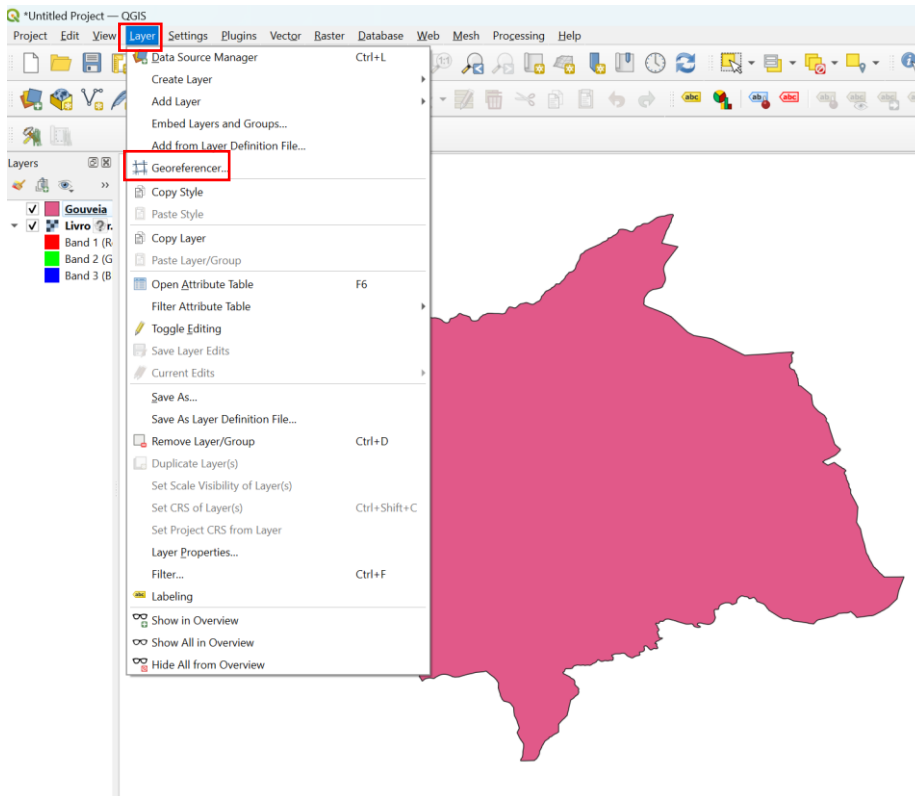 *Untitled Project — QGIS
Project Edit View Layer Settings Plugins Vector Raster Database Web Mesh Processing Help
Data Source Manager Ctrl+L
Create Layer
Add Layer
Embed Layers and Groups...
Add from Layer Definition File...
Georeferencer...
Copy Style
Paste Style
Copy Layer
Paste Layer/Group
Open Attribute Table F6
Filter Attribute Table
Toggle Editing
Save Layer Edits
Current Edits
Save As...
Save As Layer Definition File...
Remove Layer/Group Ctrl+D
Duplicate Layer(s)
Set Scale Visibility of Layer(s)
Set CRS of Layer(s) Ctrl+Shift+C
Set Project CRS from Layer
Layer Properties...
Filter... Ctrl+F
Labeling
Show in Overview
Show All in Overview
Hide All from Overview
Layers
Gouveia
Livro ? r.
Band 1 (R
Band 2 (G
Band 3 (B